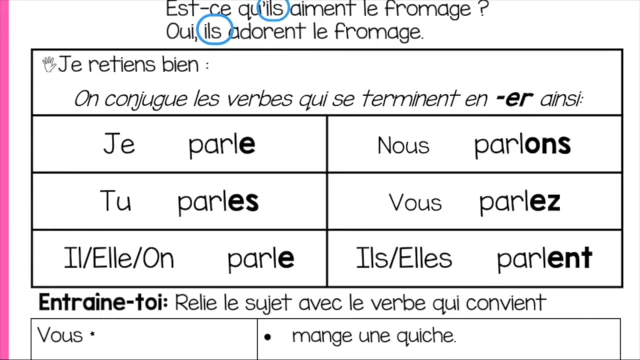 Est-ce qu'ils aiment le fromage ?
Oui, ils adorent le fromage.
Je retiens bien :
On conjugue les verbes qui se terminent en -er ainsi:
Je parle Nous parlons
Tu parles Vous parlez
Il/Elle/On parle Ils/Elles parlent
Entraine-toi: Relie le sujet avec le verbe qui convient
Vous • • mange une quiche.